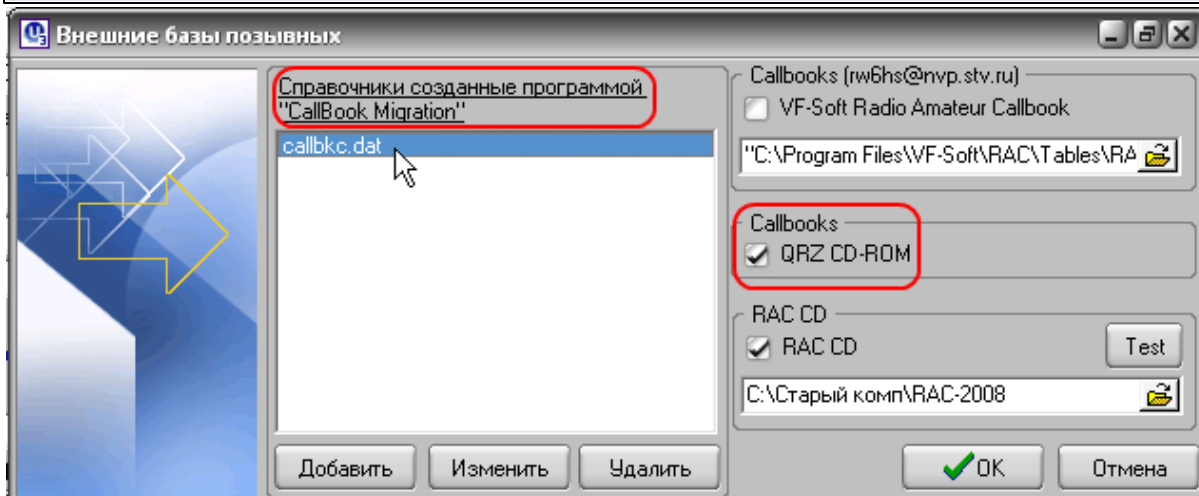 Внешние базы позывных
Справочники созданные программой
"CallBook Migration"
callbkc.dat
Добавить
Изменить
Удалить
Callbooks (rw6hs@nvp.stv.ru)
VF-Soft Radio Amateur Callbook
"C:\Program Files\VF-Soft\RAC\Tables\RA
Callbooks
QRZ CD-ROM
RAC CD
RAC CD
Test
C:\Старый комп\RAC-2008
OK
Отмена